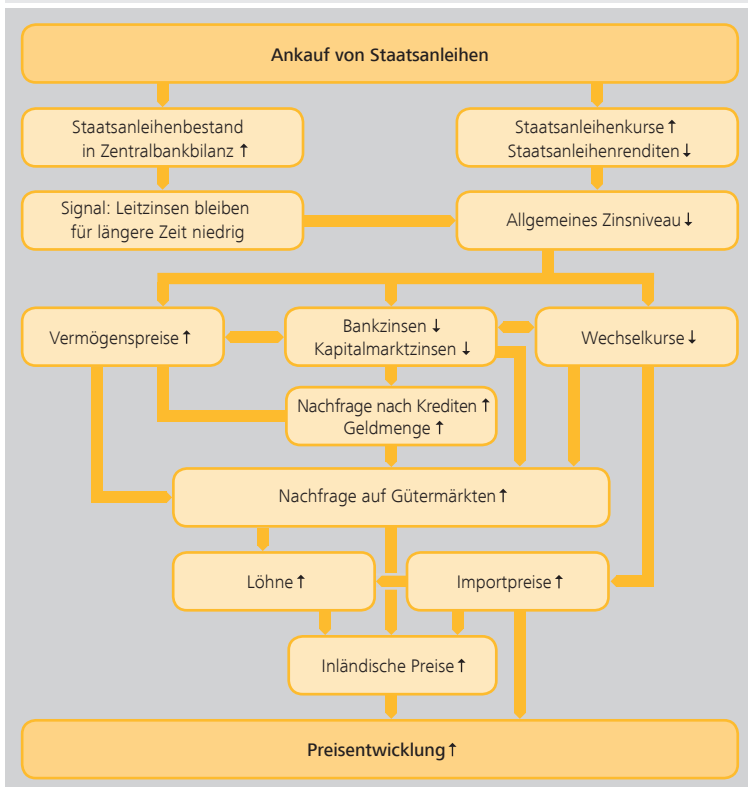 Ankauf von Staatsanleihen
Staatsanleihenbestand
in Zentralbankbilanz ↑
Staatsanleihenkurse ↑
Staatsanleihenrenditen ↓
Signal: Leitzinsen bleiben
für längere Zeit niedrig
Allgemeines Zinsniveau ↓
Vermögenspreise ↑
Bankzinsen ↓
Kapitalmarktzinsen ↓
Wechselkurse ↓
Nachfrage nach Krediten ↑
Geldmenge ↑
Nachfrage auf Gütermärkten ↑
Löhne ↑
Importpreise ↑
Inländische Preise ↑
Preisentwicklung ↑